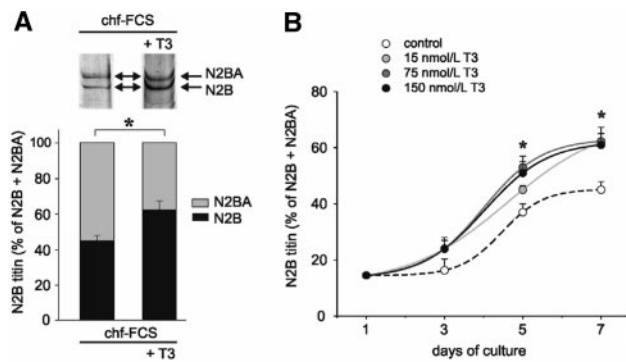 A
chf-FCS
+ T3
N2BA
N2B
*
N2B titin (% of N2B + N2BA)
100
80
60
40
20
0
N2BA
N2B
chf-FCS
+ T3
B
control
15 nmol/L T3
75 nmol/L T3
150 nmol/L T3
N2B titin (% of N2B + N2BA)
80
60
40
20
0
*
*
1 3 5 7
days of culture